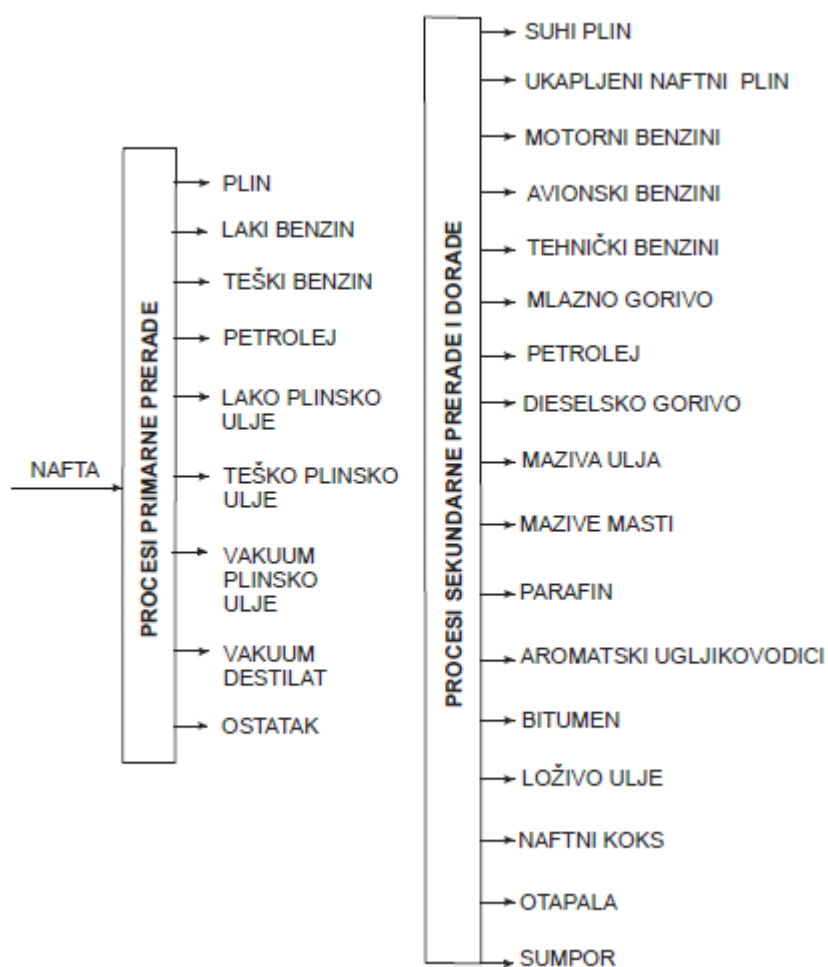 NAFTA
PROCESI PRIMARNE PRERADE
PLIN
LAKI BENZIN
TEŠKI BENZIN
PETROLEJ
LAKO PLINSKO
ULJE
TEŠKO PLINSKO
ULJE
VAKUUM
PLINSKO
ULJE
VAKUUM
DESTILAT
OSTATAK
PROCESI SEKUNDARNE PRERADE I DORADE
SUHI PLIN
UKAPLJENI NAFTNI PLIN
MOTORNI BENZINI
AVIONSKI BENZINI
TEHNIČKI BENZINI
MLAZNO GORIVO
PETROLEJ
DIESELSKO GORIVO
MAZIVA ULJA
MAZIVE MASTI
PARAFIN
AROMATSKI UGLJIKOVODICI
BITUMEN
LOŽIVO ULJE
NAFTNI KOKS
OTAPALA
SUMPOR